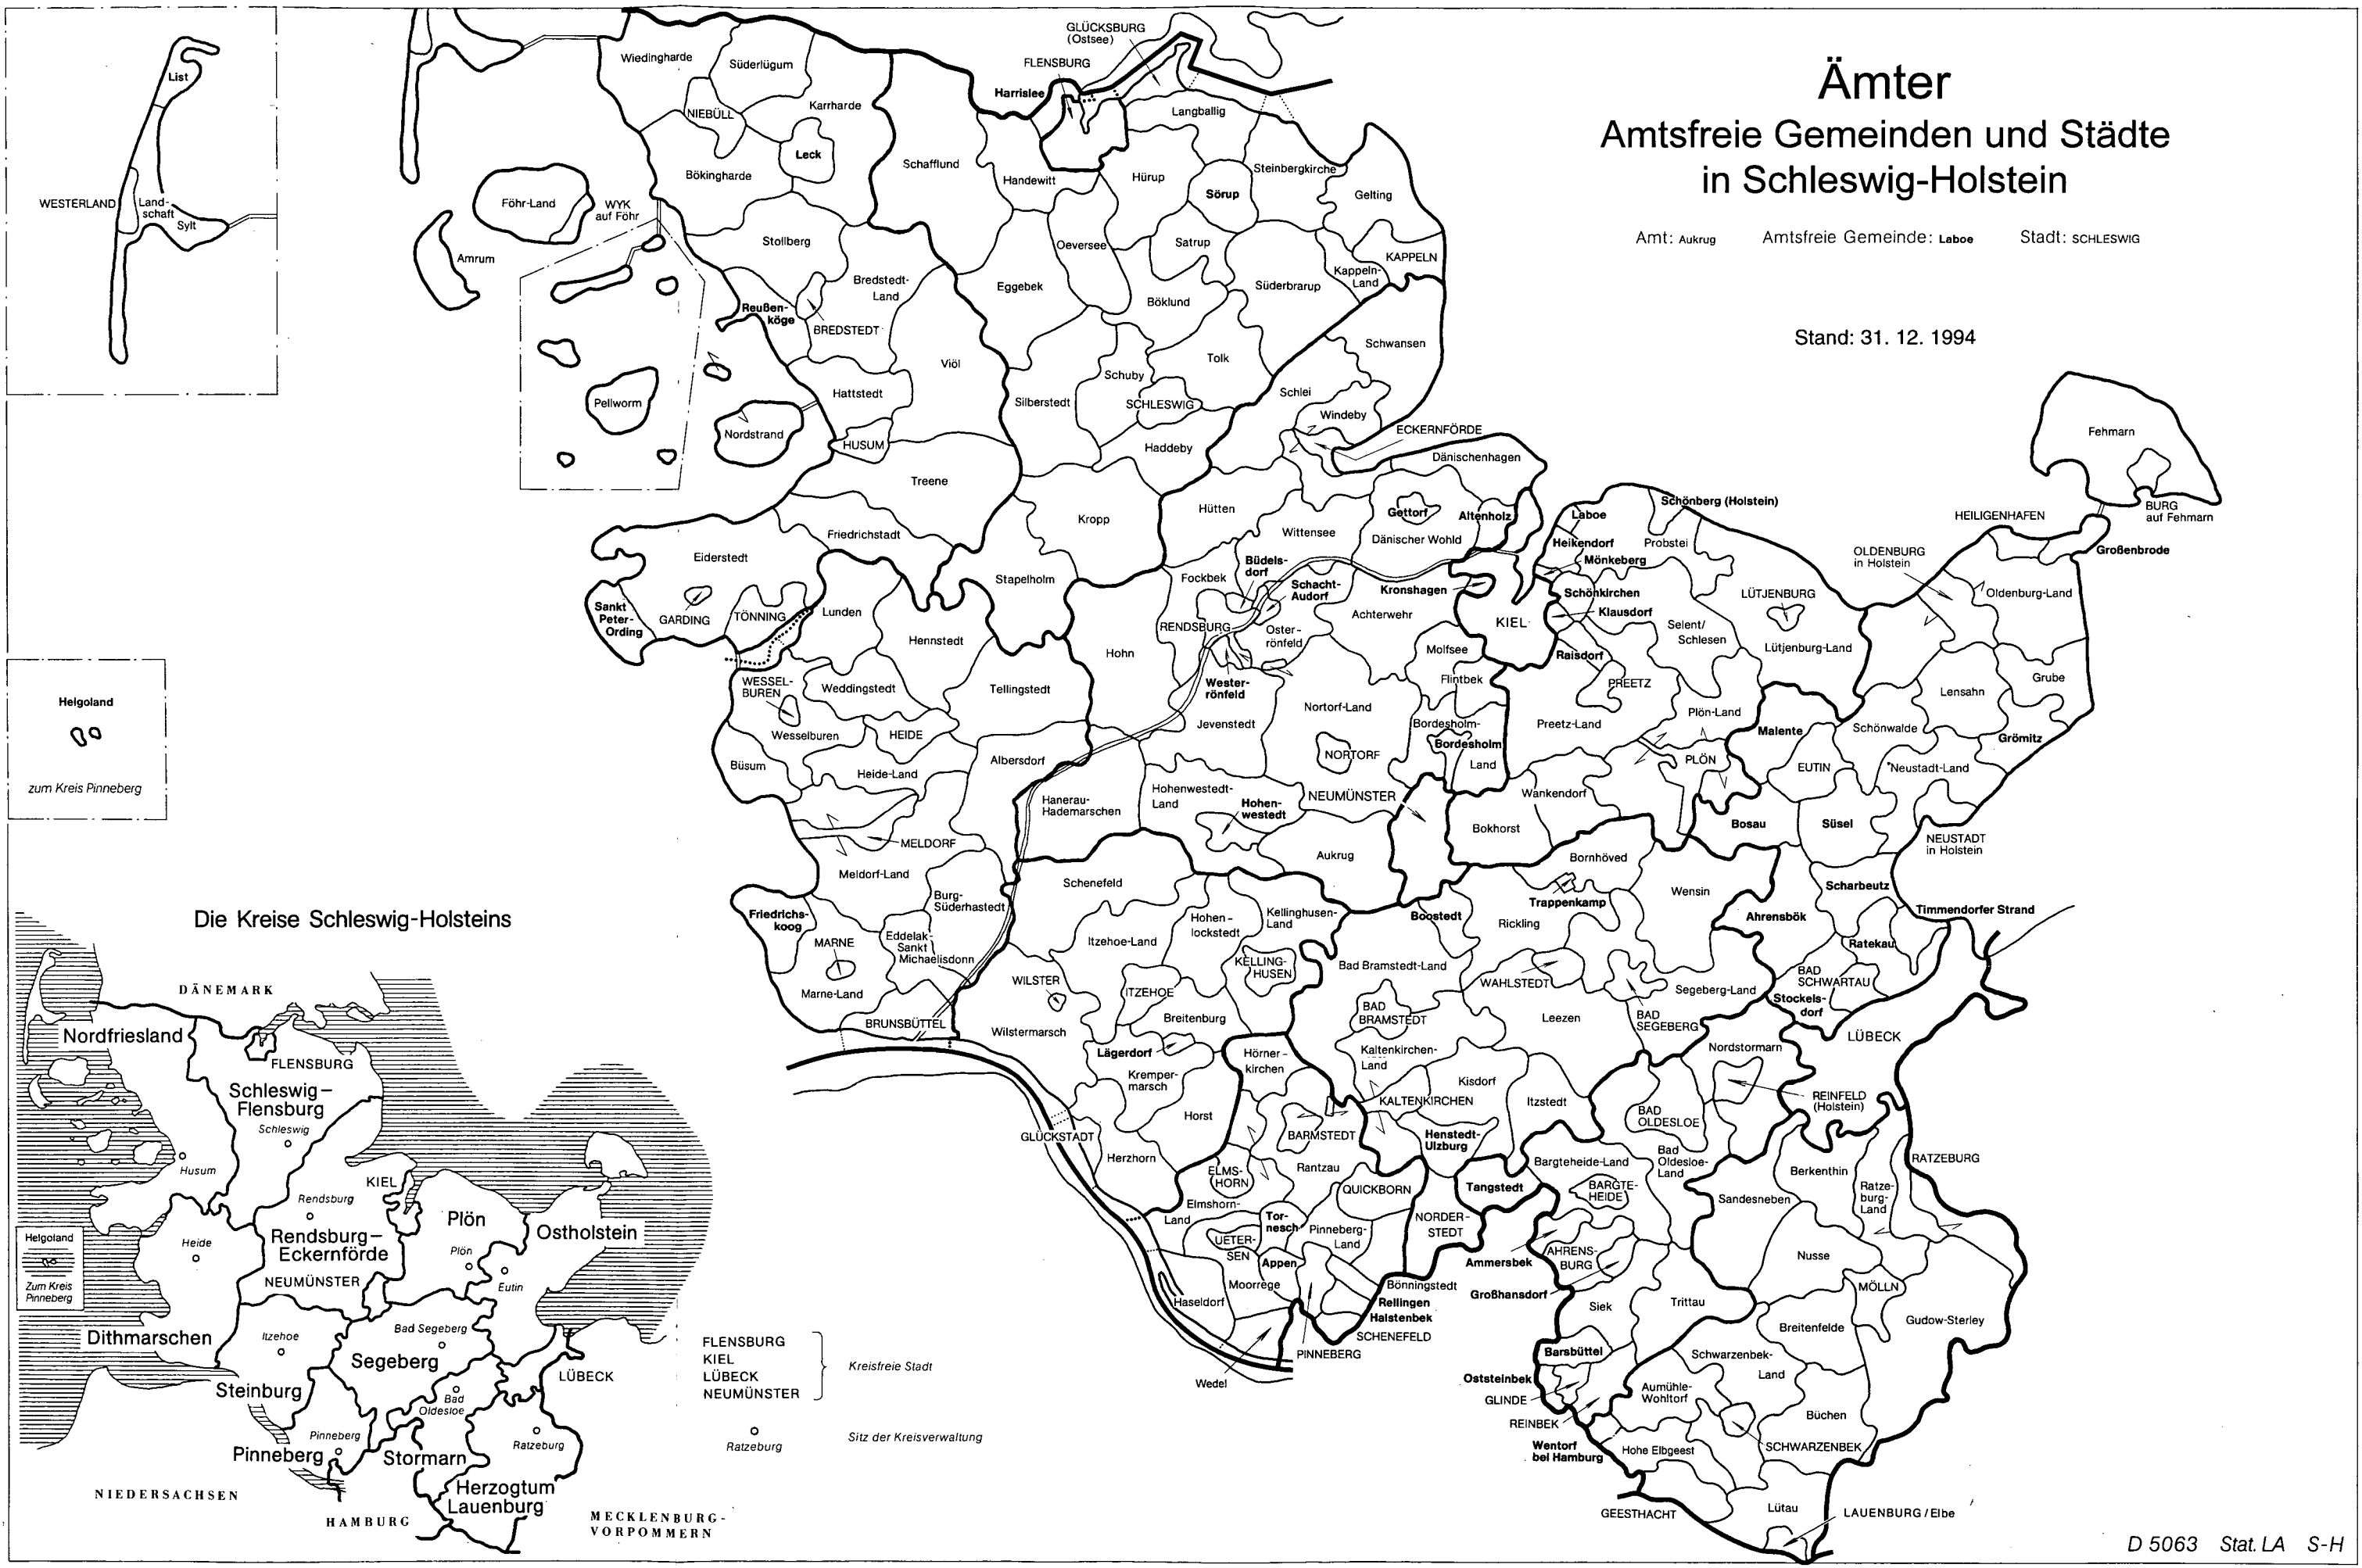 Ämter
Amtsfreie Gemeinden und Städte
in Schleswig-Holstein
Amt: Aukrug
Amtsfreie Gemeinde: Laboe
Stadt: SCHLESWIG
Stand: 31. 12. 1994
List
WESTERLAND
Land-
schaft
Sylt
Föhr-Land
WYK
auf Föhr
Amrum
Pellworm
Nordstrand
Wiedingharde
Süderlügum
NIEBÜLL
Karrharde
Leck
Bökingharde
Stollberg
Bredstedt-
Land
Reußen-
köge
BREDSTEDT
Viöl
Hattstedt
HUSUM
Treene
Friedrichstadt
Eiderstedt
GARDING
TÖNNING
Sankt
Peter-
Ording
GLÜCKSBURG
(Ostsee)
FLENSBURG
Harrislee
Langballig
Schafflund
Handewitt
Hürup
Sörup
Steinbergkirche
Gelting
Oeversee
Satrup
KAPPELN
Kappeln-
Land
Eggebek
Böklund
Süderbrarup
Schuby
Tolk
Silberstedt
SCHLESWIG
Haddeby
Kropp
Stapelholm
Schwansen
Schlei
Windeby
ECKERNFÖRDE
Dänischenhagen
Hütten
Wittensee
Gettorf
Altenholz
Dänischer Wohld
Fockbek
Büdels-
dorf
Schacht-
Audorf
Kronshagen
Achterwehr
RENDSBURG
Oster-
rönfeld
Hohn
Wester-
rönfeld
Molfsee
Flintbek
Jevenstedt
Nortorf-Land
NORTORF
Bordesholm-
Bordesholm
Land
KIEL
Hanerau-
Hademarschen
Hohenwestedt-
Land
Hohen-
westedt
NEUMÜNSTER
Aukrug
Laboe
Schönberg (Holstein)
Heikendorf
Probstei
Mönkeberg
Schönkirchen
Klausdorf
Selent/
Schlesen
LÜTJENBURG
Lütjenburg-Land
Raisdorf
PREETZ
Preetz-Land
Plön-Land
PLÖN
Wankendorf
Bokhorst
Fehmarn
BURG
auf Fehmarn
HEILIGENHAFEN
Großenbrode
OLDENBURG
in Holstein
Oldenburg-Land
Lensahn
Grube
Malente
Schönwalde
Grömitz
EUTIN
Neustadt-Land
Bosau
Süsel
NEUSTADT
in Holstein
Scharbeutz
Ahrensbök
Timmendorfer Strand
Ratekau
BAD
SCHWARTAU
Stockels-
dorf
LÜBECK
Lunden
Hennstedt
WESSEL-
BUREN
Weddingstedt
Tellingstedt
Wesselburen
HEIDE
Büsum
Heide-Land
Albersdorf
MELDORF
Meldorf-Land
Burg-
Süderhastedt
Friedrichs-
koog
MARNE
Eddelak-
Sankt
Michaelisdonn
Marne-Land
BRUNSBÜTTEL
Schenefeld
Hohen-
lockstedt
Kellinghusen-
Land
Itzehoe-Land
KELLING-
HUSEN
WILSTER
ITZEHOE
Breitenburg
Wilstermarsch
Lägerdorf
Kremper-
marsch
Horst
GLÜCKSTADT
Herzhorn
Bornhöved
Trappenkamp
Boostedt
Rickling
Wensin
Bad Bramstedt-Land
WAHLSTEDT
Segeberg-Land
BAD
BRAMSTEDT
Leezen
BAD
SEGEBERG
Kaltenkirchen-
Land
Kisdorf
KALTENKIRCHEN
Itzstedt
Henstedt-
Ulzburg
NORDER-
STEDT
Hörner-
kirchen
BARMSTEDT
ELMS-
HORN
Rantzau
QUICKBORN
Elmshorn-
Land
Tor-
nesch
UETER-
SEN
Pinneberg-
Land
Appen
Moorrege
Bönningstedt
Haseldorf
Rellingen
Halstenbek
SCHENEFELD
PINNEBERG
Wedel
Nordstormarn
REINFELD
(Holstein)
BAD
OLDESLOE
Bad
Oldesloe-
Land
Bargteheide-Land
Tangstedt
BARGTE-
HEIDE
Ammersbek
AHRENS-
BURG
Großhansdorf
Siek
Trittau
Barsbüttel
Oststeinbek
GLINDE
REINBEK
RATZEBURG
Berkenthin
Ratze-
burg-
Land
Sandesneben
Nusse
MÖLLN
Gudow-Sterley
Breitenfelde
Schwarzenbek-
Land
Aumühle-
Wohltorf
Büchen
SCHWARZENBEK
Wentorf
bei Hamburg
Hohe Elbgeest
GEESTHACHT
Lütau
LAUENBURG / Elbe
Helgoland
zum Kreis Pinneberg
Die Kreise Schleswig-Holsteins
DÄNEMARK
Nordfriesland
FLENSBURG
Schleswig-
Flensburg
Schleswig
Husum
KIEL
Rendsburg
Plön
Ostholstein
Rendsburg-
Eckernförde
Heide
Plön
Eutin
Helgoland
Zum Kreis
Pinneberg
NEUMÜNSTER
Dithmarschen
Itzehoe
Bad Segeberg
Segeberg
LÜBECK
Steinburg
Bad
Oldesloe
Pinneberg
Pinneberg
Stormarn
Ratzeburg
Herzogtum
Lauenburg
NIEDERSACHSEN
HAMBURG
MECKLENBURG-
VORPOMMERN
FLENSBURG
KIEL
LÜBECK
NEUMÜNSTER
Kreisfreie Stadt
Ratzeburg
Sitz der Kreisverwaltung
D 5063 Stat. LA S-H